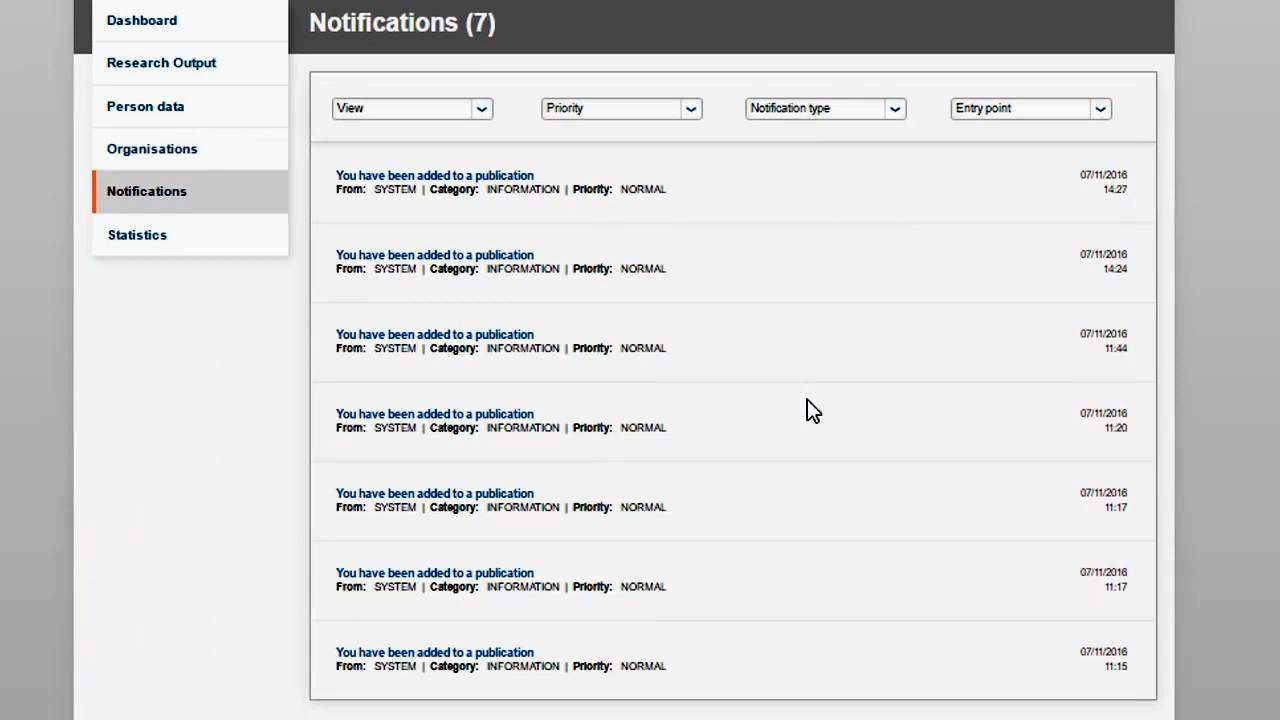 Dashboard
Research Output
Person data
Organisations
Notifications
Statistics
Notifications (7)
View
Priority
Notification type
Entry point
You have been added to a publication
From: SYSTEM | Category: INFORMATION | Priority: NORMAL
07/11/2016
14:27
You have been added to a publication
From: SYSTEM | Category: INFORMATION | Priority: NORMAL
07/11/2016
14:24
You have been added to a publication
From: SYSTEM | Category: INFORMATION | Priority: NORMAL
07/11/2016
11:44
You have been added to a publication
From: SYSTEM | Category: INFORMATION | Priority: NORMAL
07/11/2016
11:20
You have been added to a publication
From: SYSTEM | Category: INFORMATION | Priority: NORMAL
07/11/2016
11:17
You have been added to a publication
From: SYSTEM | Category: INFORMATION | Priority: NORMAL
07/11/2016
11:17
You have been added to a publication
From: SYSTEM | Category: INFORMATION | Priority: NORMAL
07/11/2016
11:15